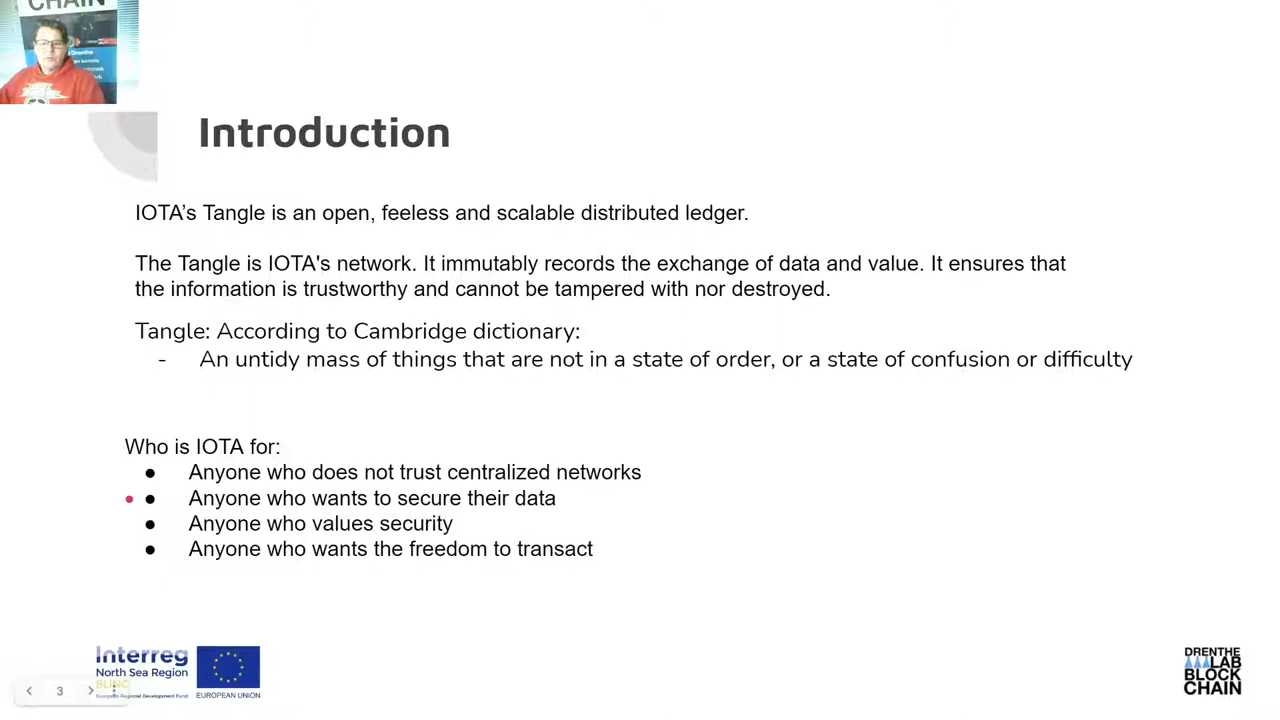 CHAIN
Introduction
IOTA’s Tangle is an open, feeless and scalable distributed ledger.
The Tangle is IOTA's network. It immutably records the exchange of data and value. It ensures that
the information is trustworthy and cannot be tampered with nor destroyed.
Tangle: According to Cambridge dictionary:
- An untidy mass of things that are not in a state of order, or a state of confusion or difficulty
Who is IOTA for:
● Anyone who does not trust centralized networks
● Anyone who wants to secure their data
● Anyone who values security
● Anyone who wants the freedom to transact
Interreg
North Sea Region
BLING
European Regional Development Fund
EUROPEAN UNION
3
DRENTHE
LAB
BLOCK
CHAIN